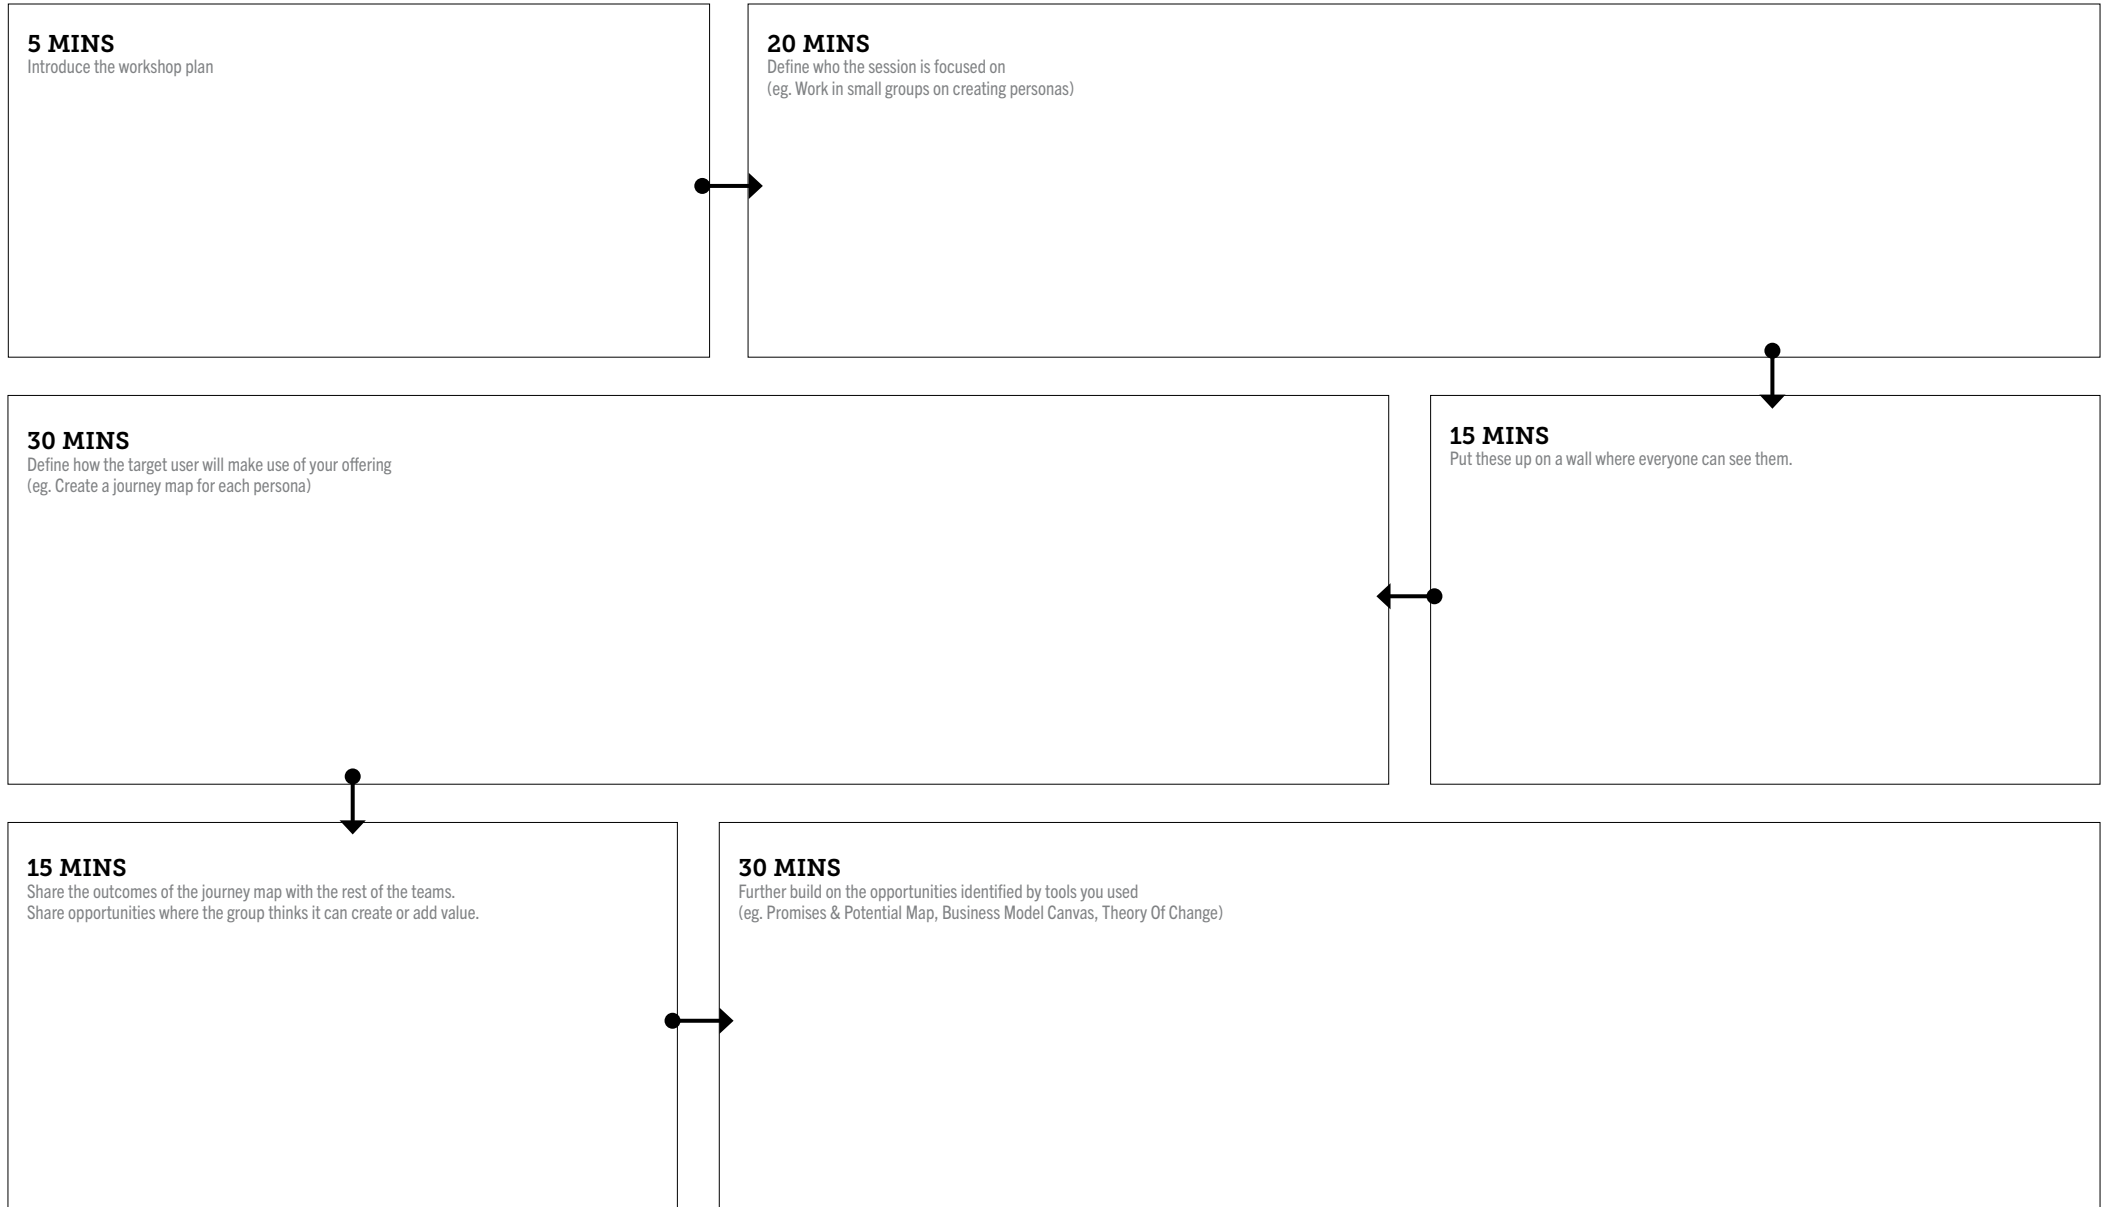 5 MINS
Introduce the workshop plan
20 MINS
Define who the session is focused on
(eg. Work in small groups on creating personas)
15 MINS
Put these up on a wall where everyone can see them.
30 MINS
Define how the target user will make use of your offering
(eg. Create a journey map for each persona)
15 MINS
Share the outcomes of the journey map with the rest of the teams.
Share opportunities where the group thinks it can create or add value.
30 MINS
Further build on the opportunities identified by tools you used
(eg. Promises & Potential Map, Business Model Canvas, Theory Of Change)